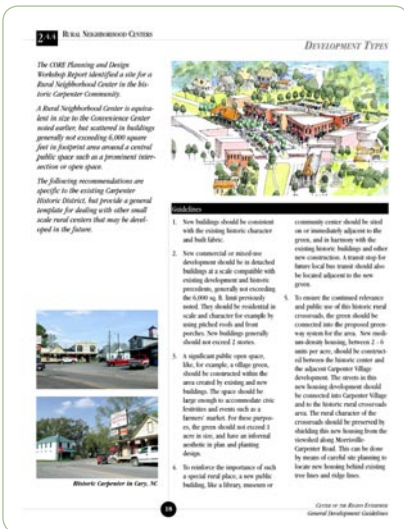 2.4.4 RURAL NEIGHBORHOOD CENTERS
DEVELOPMENT TYPES
The CORE Planning and Design
Workshop Report identified a site for a
Rural Neighborhood Center in the his-
toric Carpenter Community.
A Rural Neighborhood Center is equiva-
lent in size to the Convenience Center
noted earlier, but scattered in buildings
generally not exceeding 6,000 square
feet in footprint area around a central
public space such as a prominent inter-
section or open space.
The following recommendations are
specific to the existing Carpenter
Historic District, but provide a general
template for dealing with other small
scale rural centers that may be devel-
oped in the future.
Historic Carpenter in Cary, NC
Guidelines
1. New buildings should be consistent
with the existing historic character
and built fabric.
2. New commercial or mixed-use
development should be in detached
buildings at a scale compatible with
existing development and historic
precedents, generally not exceeding
the 6,000 sq. ft. limit previously
noted. They should be residential in
scale and character for example by
using pitched roofs and front
porches. New buildings generally
should not exceed 2 stories.
3. A significant public open space,
like, for example, a village green,
should be constructed within the
area created by existing and new
buildings. The space should be
large enough to accommodate civic
festivities and events such as a
farmers' market. For these purpos-
es, the green should not exceed 1
acre in size, and have an informal
aesthetic in plan and planting
design.
4. To reinforce the importance of such
a special rural place, a new public
building, like a library, museum or
community center should be sited
on or immediately adjacent to the
green, and in harmony with the
existing historic buildings and other
new construction. A transit stop for
future local bus transit should also
be located adjacent to the new
green.
5. To ensure the continued relevance
and public use of this historic rural
crossroads, the green should be
connected into the proposed green-
way system for the area. New medi-
um-density housing, between 2 - 6
units per acre, should be construct-
ed between the historic center and
the adjacent Carpenter Village
development. The streets in this
new housing development should
be connected into Carpenter Village
and to the historic rural crossroads
area. The rural character of the
crossroads should be preserved by
shielding this new housing from the
viewshed along Morrisville-
Carpenter Road. This can be done
by means of careful site planning to
locate new housing behind existing
tree lines and ridge lines.
18
CENTER OF THE REGION ENTERPRISE
General Development Guidelines